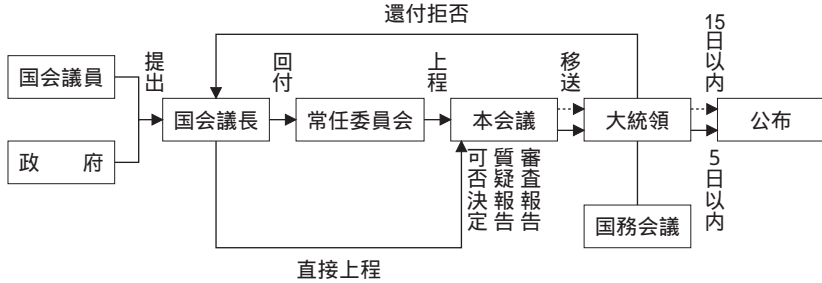 還付拒否
国会議員
政　　府
提出
国会議長
回付
常任委員会
上程
本会議
可否決定
質疑報告
審査報告
移送
大統領
国務会議
15日以内
5日以内
公布
直接上程